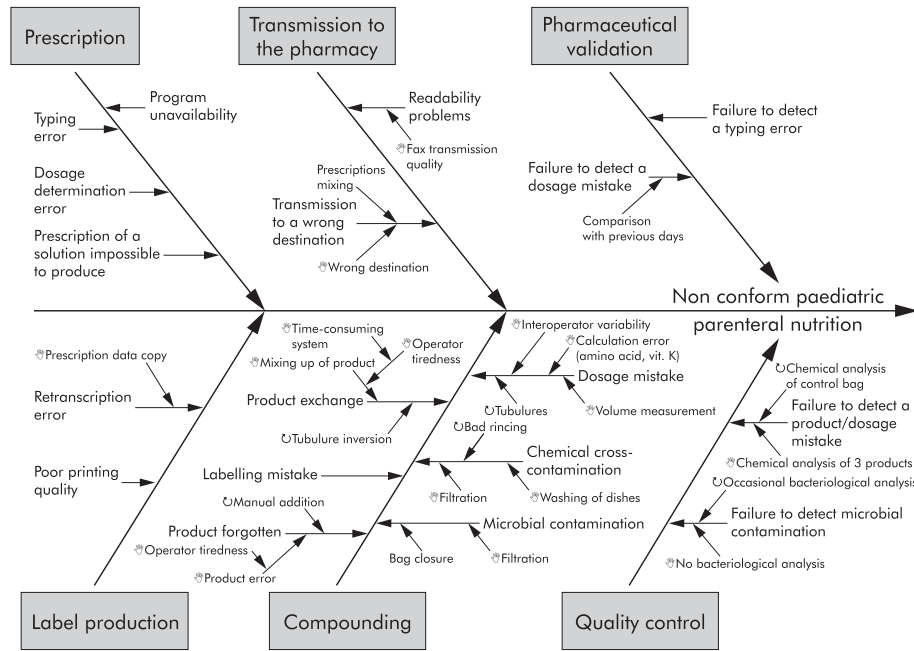 Prescription
Transmission to
the pharmacy
Pharmaceutical
validation
Program
unavailability
Typing
error
Dosage
determination
error
Prescription of a
solution impossible
to produce
Readability
problems
Fax transmission
quality
Prescriptions
mixing
Transmission
to a wrong
destination
Wrong destination
Failure to detect
a typing error
Failure to detect a
dosage mistake
Comparison
with previous days
Non conform paediatric
parenteral nutrition
Prescription data copy
Retranscription
error
Poor printing
quality
Time-consuming
system
Operator
tiredness
Mixing up of product
Product exchange
Tubulure inversion
Labelling mistake
Manual addition
Product forgotten
Operator tiredness
Product error
Interoperator variability
Calculation error
(amino acid, vit. K)
Dosage mistake
Tubulures
Volume measurement
Bad rincing
Chemical cross-
contamination
Filtration
Washing of dishes
Microbial contamination
Bag closure
Filtration
Chemical analysis
of control bag
Failure to detect a
product/dosage
mistake
Chemical analysis of 3 products
Occasional bacteriological analysis
Failure to detect microbial
contamination
No bacteriological analysis
Label production
Compounding
Quality control